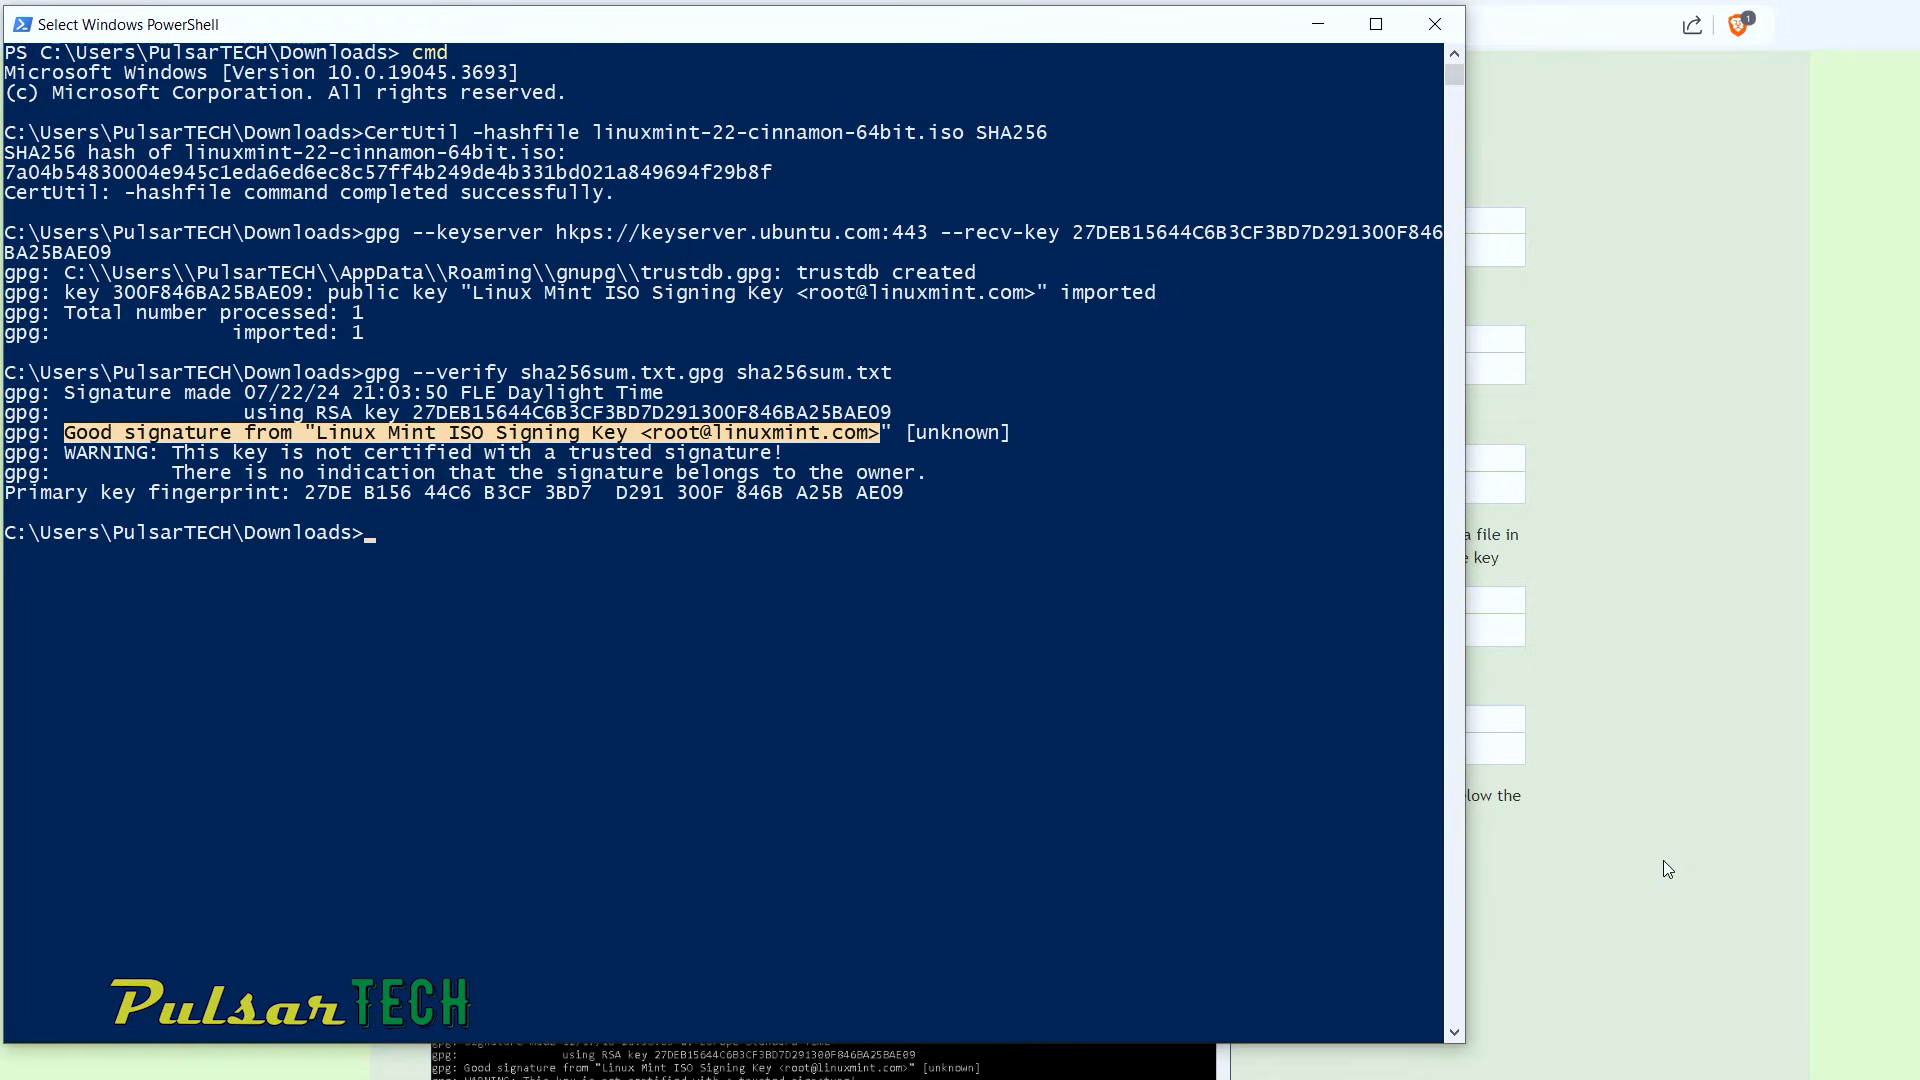 Select Windows PowerShell
1
PS C:\Users\PulsarTECH\Downloads> cmd
Microsoft Windows [Version 10.0.19045.3693]
(c) Microsoft Corporation. All rights reserved.
C:\Users\PulsarTECH\Downloads>CertUtil -hashfile linuxmint-22-cinnamon-64bit.iso SHA256
SHA256 hash of linuxmint-22-cinnamon-64bit.iso:
7a04b54830004e945c1eda6ed6ec8c57ff4b249de4b331bd021a849694f29b8f
CertUtil: -hashfile command completed successfully.
C:\Users\PulsarTECH\Downloads>gpg --keyserver hkps://keyserver.ubuntu.com:443 --recv-key 27DEB15644C6B3CF3BD7D291300F846
BA25BAE09
gpg: C:\\Users\\PulsarTECH\\AppData\\Roaming\\gnupg\\trustdb.gpg: trustdb created
gpg: key 300F846BA25BAE09: public key "Linux Mint ISO Signing Key <root@linuxmint.com>" imported
gpg: Total number processed: 1
gpg: imported: 1
C:\Users\PulsarTECH\Downloads>gpg --verify sha256sum.txt.gpg sha256sum.txt
gpg: Signature made 07/22/24 21:03:50 FLE Daylight Time
gpg: using RSA key 27DEB15644C6B3CF3BD7D291300F846BA25BAE09
gpg: Good signature from "Linux Mint ISO Signing Key <root@linuxmint.com>" [unknown]
gpg: WARNING: This key is not certified with a trusted signature!
gpg: There is no indication that the signature belongs to the owner.
Primary key fingerprint: 27DE B156 44C6 B3CF 3BD7 D291 300F 846B A25B AE09
C:\Users\PulsarTECH\Downloads>
a file in
key
the
PulsarTECH
gpg: using RSA key 27DEB15644C6B3CF3BD7D291300F846BA25BAE09
gpg: Good signature from "Linux Mint ISO Signing Key <root@linuxmint.com>" [unknown]